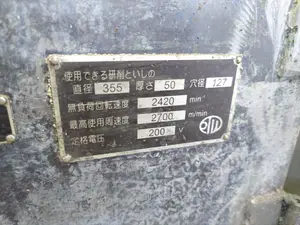 使用できる研削といしの
直径 355 厚さ 50 穴径 127
無負荷回転速度 2420 min⁻¹
最高使用周速度 2700 m/min
定格電圧 200 V